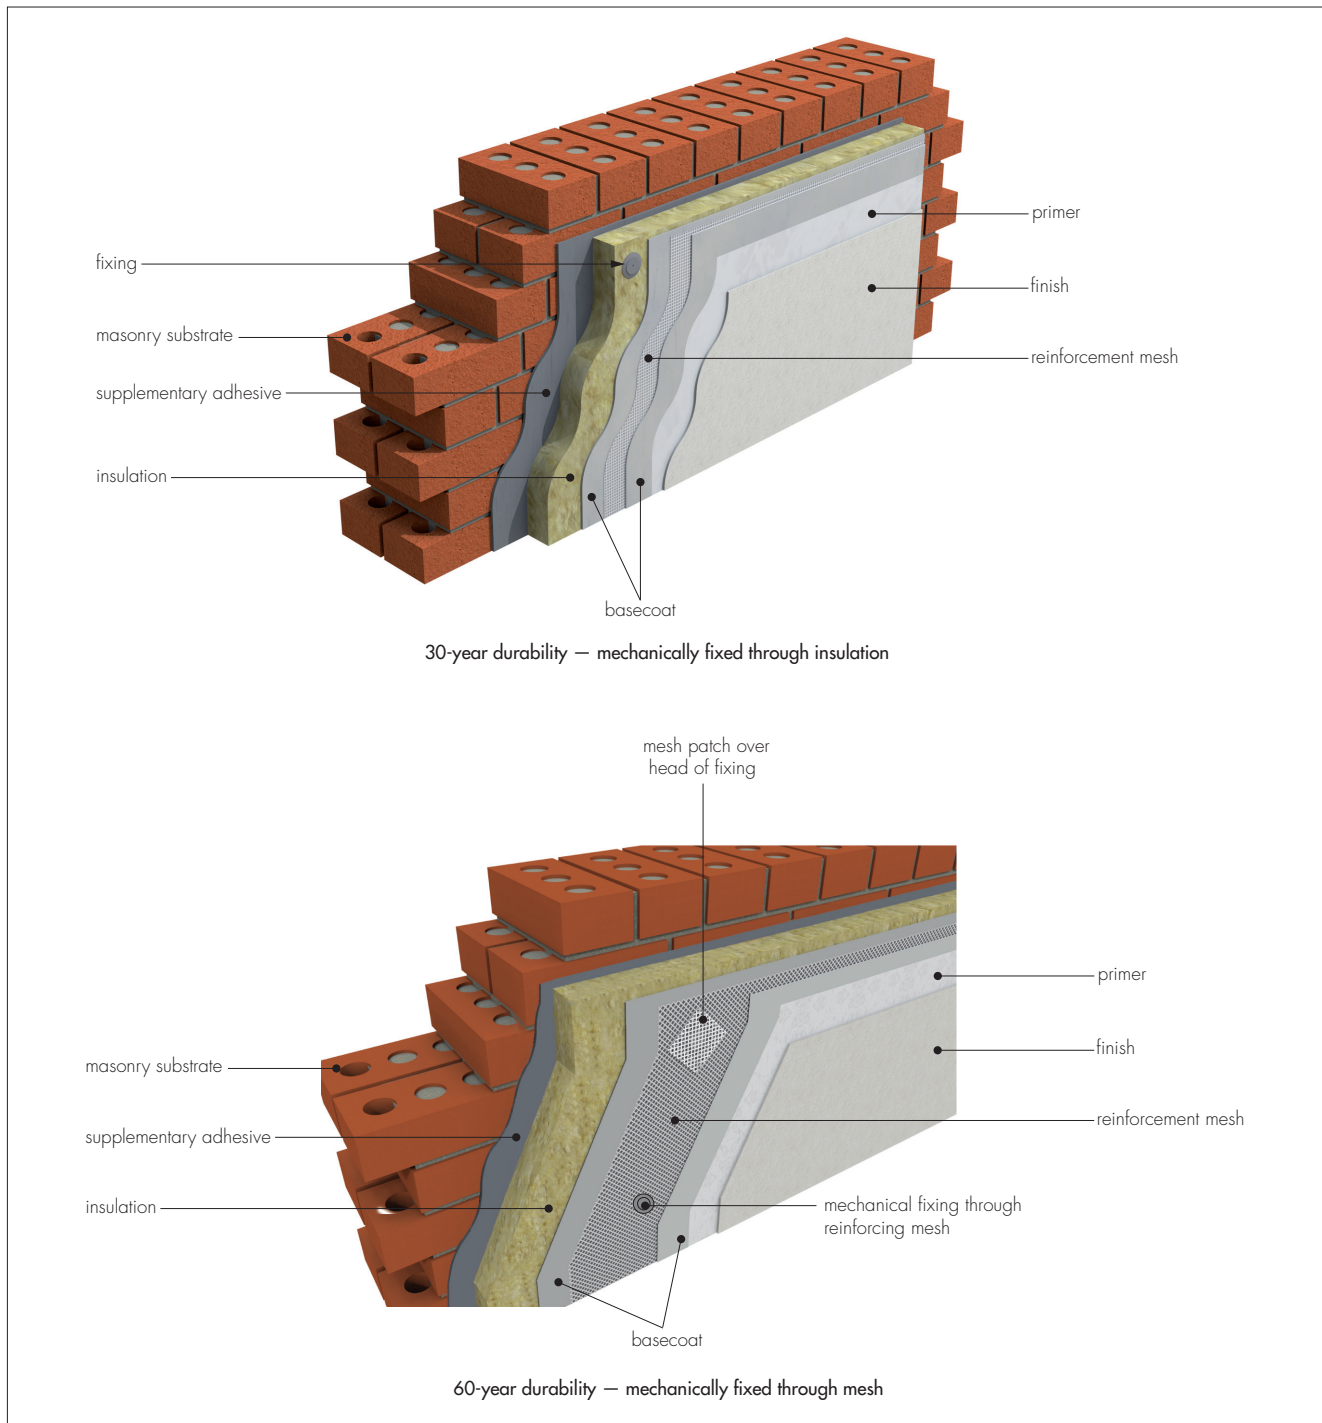 primer
fixing
finish
masonry substrate
reinforcement mesh
supplementary adhesive
insulation
basecoat
30-year durability — mechanically fixed through insulation
mesh patch over
head of fixing
primer
finish
masonry substrate
reinforcement mesh
supplementary adhesive
insulation
mechanical fixing through
reinforcing mesh
basecoat
60-year durability — mechanically fixed through mesh